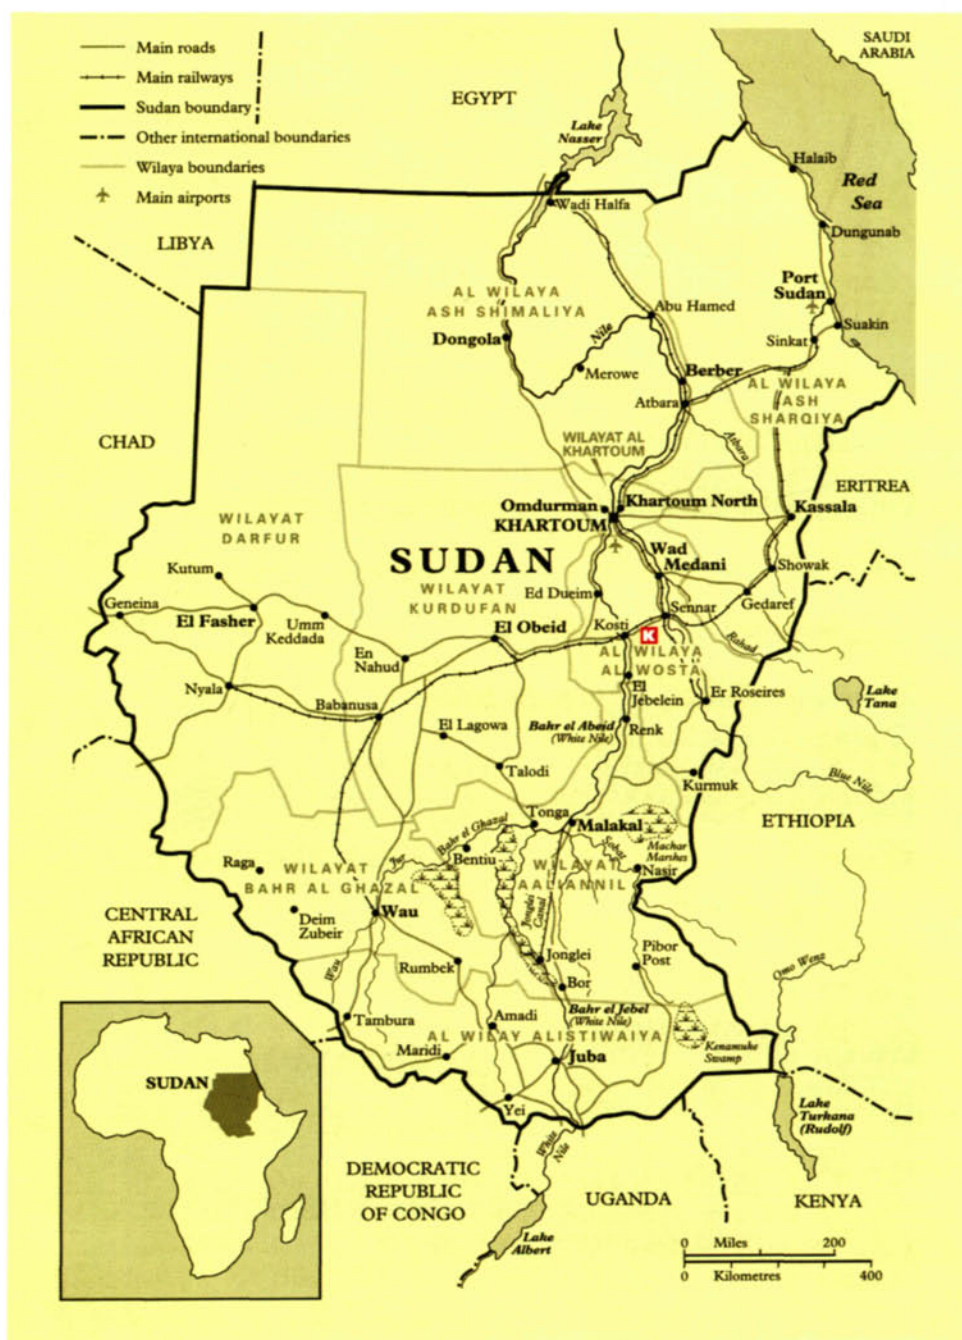 Main roads
Main railways
Sudan boundary
Other international boundaries
Wilaya boundaries
Main airports
SAUDI
ARABIA
EGYPT
Lake
Nasser
Halaib
Red
Sea
Wadi Halfa
Dungunab
LIBYA
Port
Sudan
AL WILAYA
ASH SHIMALIYA
Abu Hamed
Suakin
Dongola
Nile
Sinkat
Merowe
Berber
AL WILAYA
ASH
SHARQIYA
Atbara
CHAD
WILAYAT AL
KHARTOUM
Atbara
ERITREA
Omdurman
Khartoum North
KHARTOUM
Kassala
WILAYAT
DARFUR
SUDAN
Wad
Medani
Kutum
WILAYAT
KURDUFAN
Ed Dueim
Showak
Geneina
El Fasher
Umm
Keddada
El Obeid
Kosti
K
Sennar
Gedaref
Rahad
En
Nahud
AL WILAYA
AL WOSTA
Nyala
Babanusa
El
Jebelein
Er Roseires
Lake
Tana
El Lagowa
Bahr el Abeid
(White Nile)
Renk
Talodi
Kurmuk
Blue Nile
Tonga
Malakal
ETHIOPIA
Bahr el Ghazal
Sobat
Machar
Marshes
Raga
WILAYAT
BAHR AL GHAZAL
Jur
Bentiu
WILAYAT
AALIANNIL
Nasir
Deim
Zubeir
Wau
Jonglei
Canal
CENTRAL
AFRICAN
REPUBLIC
Wau
Rumbek
Jonglei
Pibor
Post
Omo Wenz
Bor
Tambura
Amadi
Bahr el Jebel
(White Nile)
AL WILAY ALISTIWAIYA
Maridi
Juba
Kenamuke
Swamp
SUDAN
Yei
Lake
Turkana
(Rudolf)
White
Nile
DEMOCRATIC
REPUBLIC
OF CONGO
UGANDA
KENYA
Lake
Albert
0 Miles 200
0 Kilometres 400